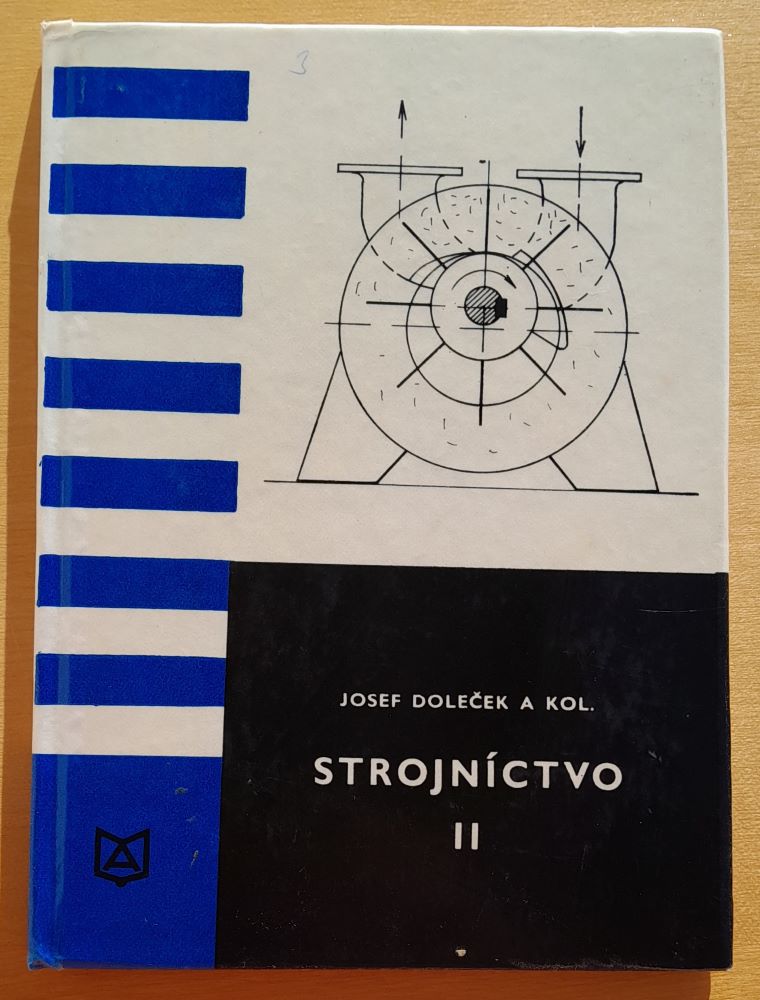 3
JOSEF DOLEČEK A KOL.
STROJNÍCTVO
II